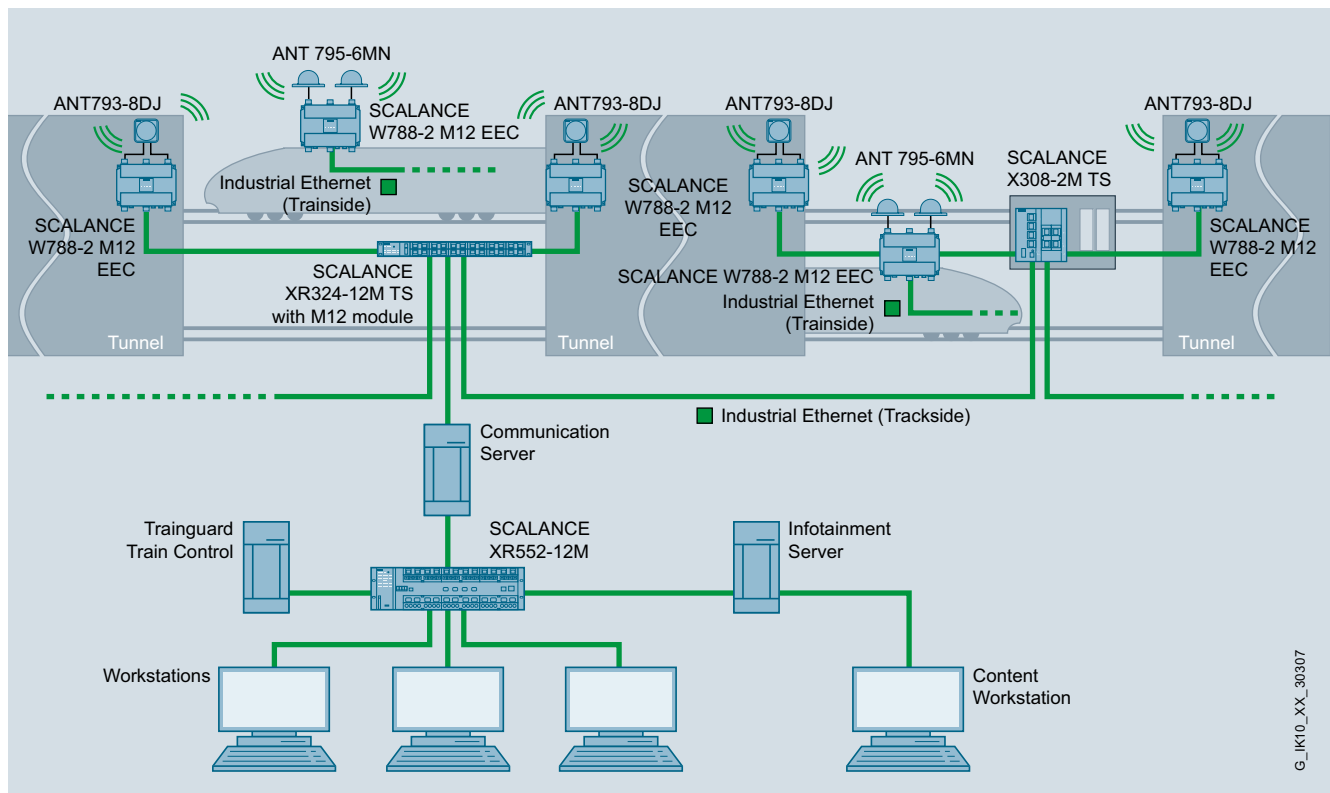 ANT 795-6MN
ANT793-8DJ
SCALANCE
W788-2 M12 EEC
ANT793-8DJ
ANT793-8DJ
ANT793-8DJ
ANT 795-6MN
SCALANCE
X308-2M TS
Industrial Ethernet
(Trainside)
SCALANCE
W788-2 M12
EEC
SCALANCE
W788-2 M12
EEC
SCALANCE
W788-2 M12
EEC
SCALANCE
XR324-12M TS
with M12 module
SCALANCE W788-2 M12 EEC
Industrial Ethernet
(Trainside)
Tunnel
Tunnel
Tunnel
Industrial Ethernet (Trackside)
Communication
Server
Trainguard
Train Control
SCALANCE
XR552-12M
Infotainment
Server
Workstations
Content
Workstation
G_IK10_XX_30307